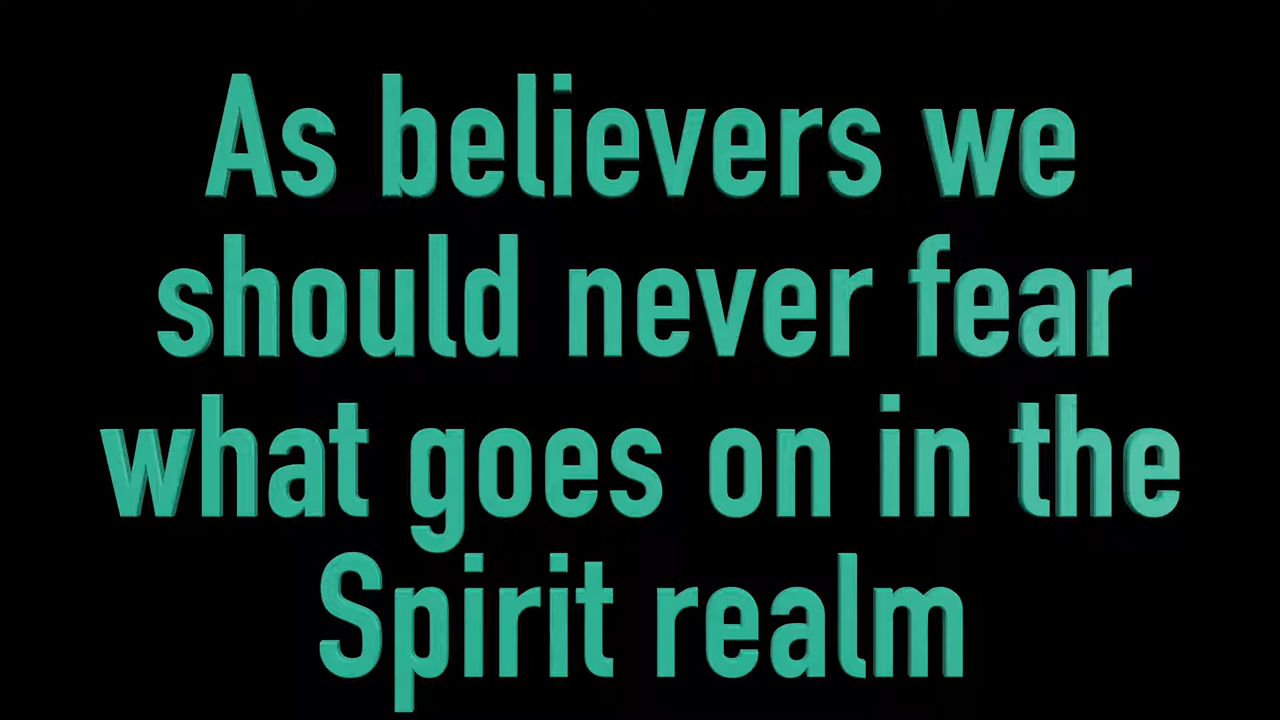 As believers we
should never fear
what goes on in the
Spirit realm